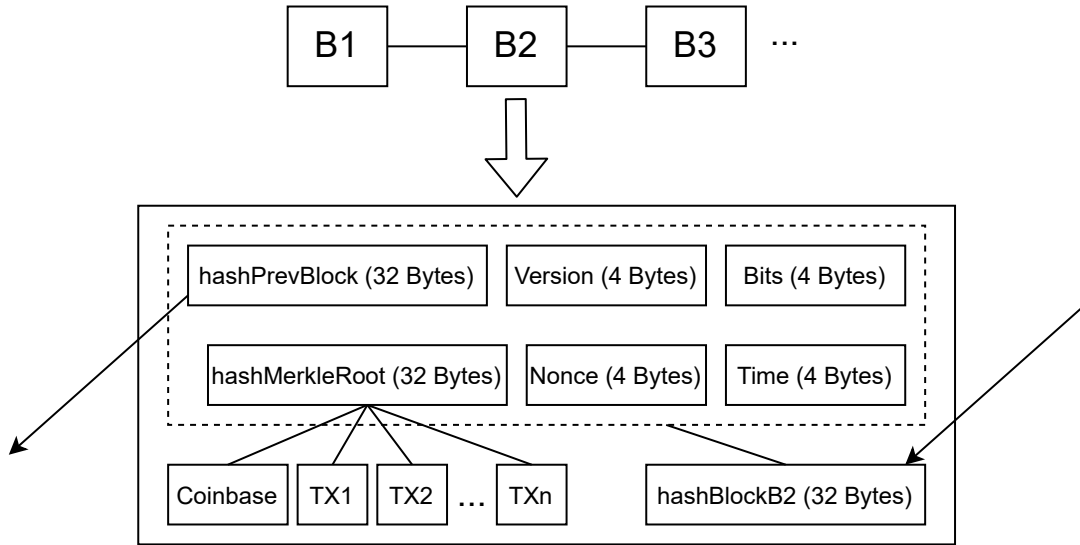 B1 B2 B3 ...
hashPrevBlock (32 Bytes) Version (4 Bytes) Bits (4 Bytes)
hashMerkleRoot (32 Bytes) Nonce (4 Bytes) Time (4 Bytes)
Coinbase TX1 TX2 ... TXn hashBlockB2 (32 Bytes)